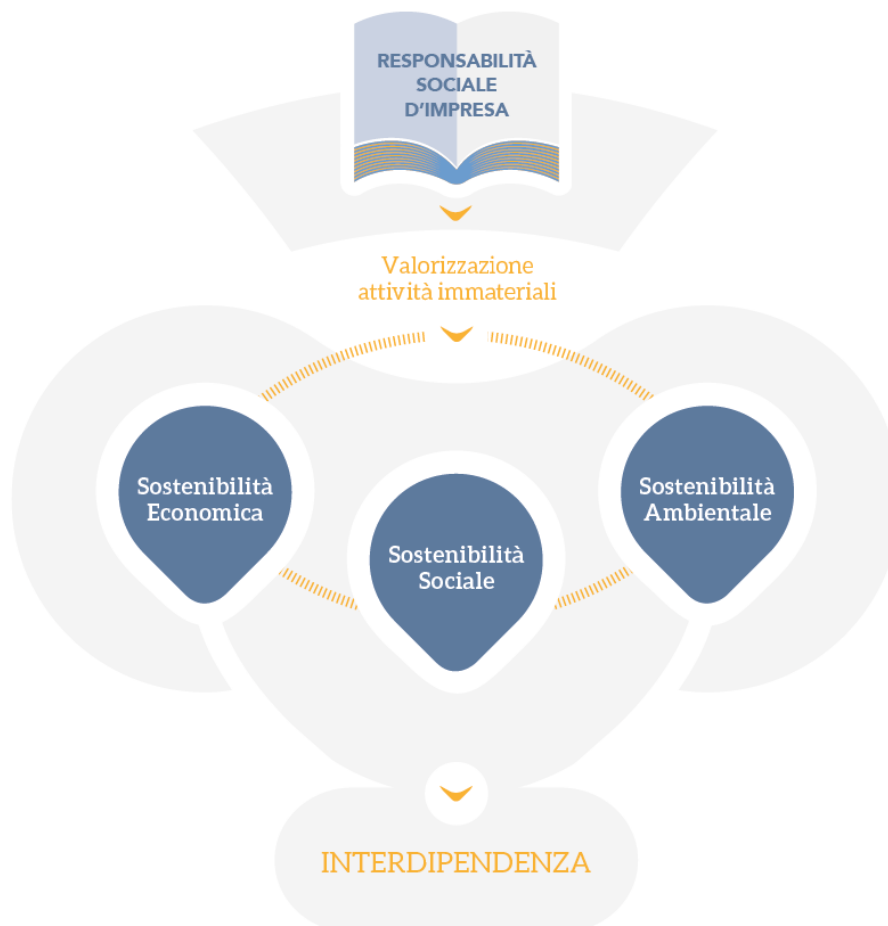 RESPONSABILITÀ
SOCIALE
D'IMPRESA
Valorizzazione
attività immateriali
Sostenibilità
Economica
Sostenibilità
Sociale
Sostenibilità
Ambientale
INTERDIPENDENZA